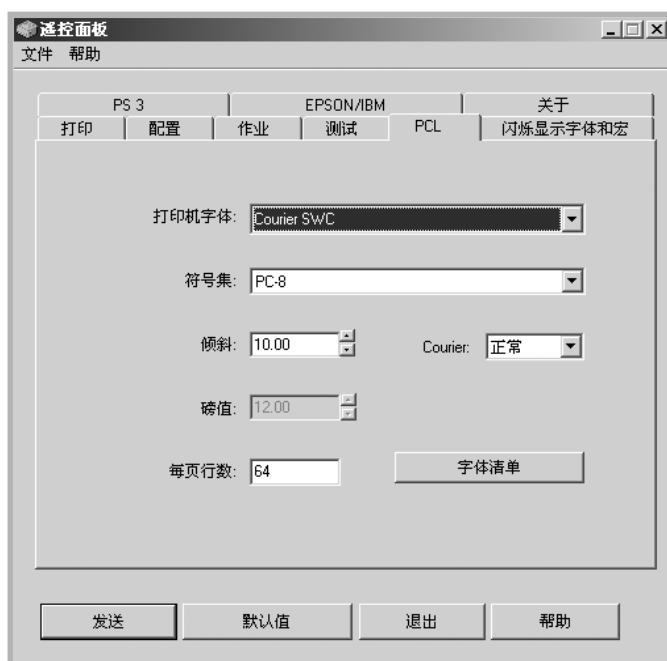 遥控面板
文件 帮助
PS 3 EPSON/IBM 关于
打印 配置 作业 测试 PCL 闪烁显示字体和宏
打印机字体: Courier SWC
符号集: PC-8
倾斜: 10.00 Courier: 正常
磅值: 12.00
每页行数: 64 字体清单
发送 默认值 退出 帮助